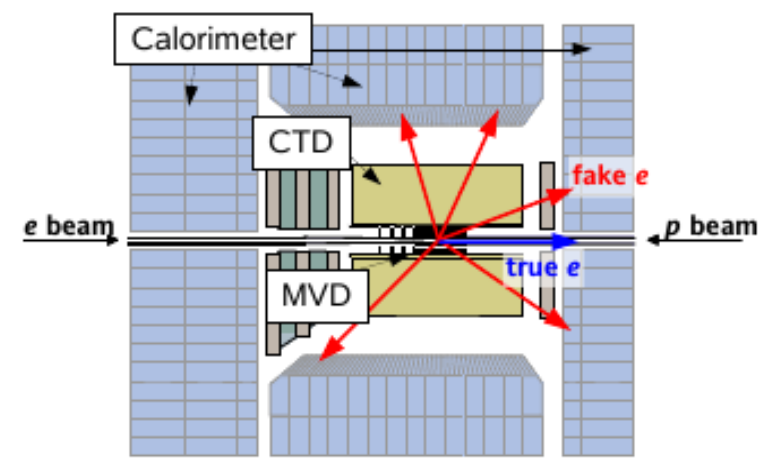 Calorimeter
CTD
fake e
e beam
p beam
true e
MVD